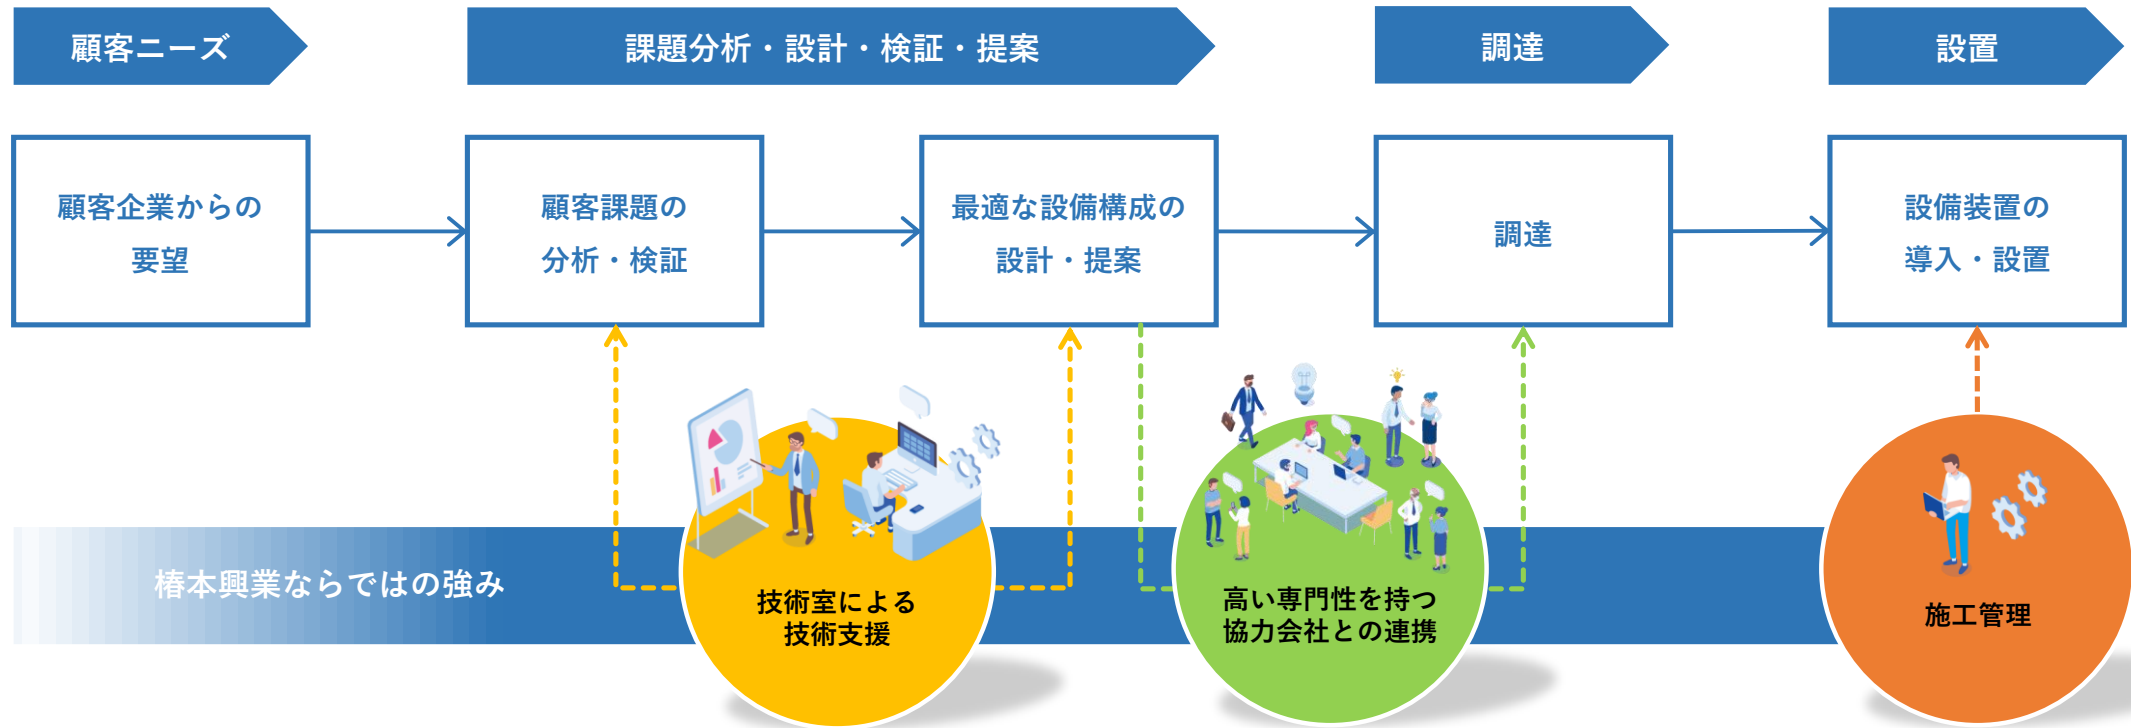 顧客ニーズ
課題分析・設計・検証・提案
調達
設置
顧客企業からの
要望
顧客課題の
分析・検証
最適な設備構成の
設計・提案
調達
設備装置の
導入・設置
椿本興業ならではの強み
技術室による
技術支援
高い専門性を持つ
協力会社との連携
施工管理